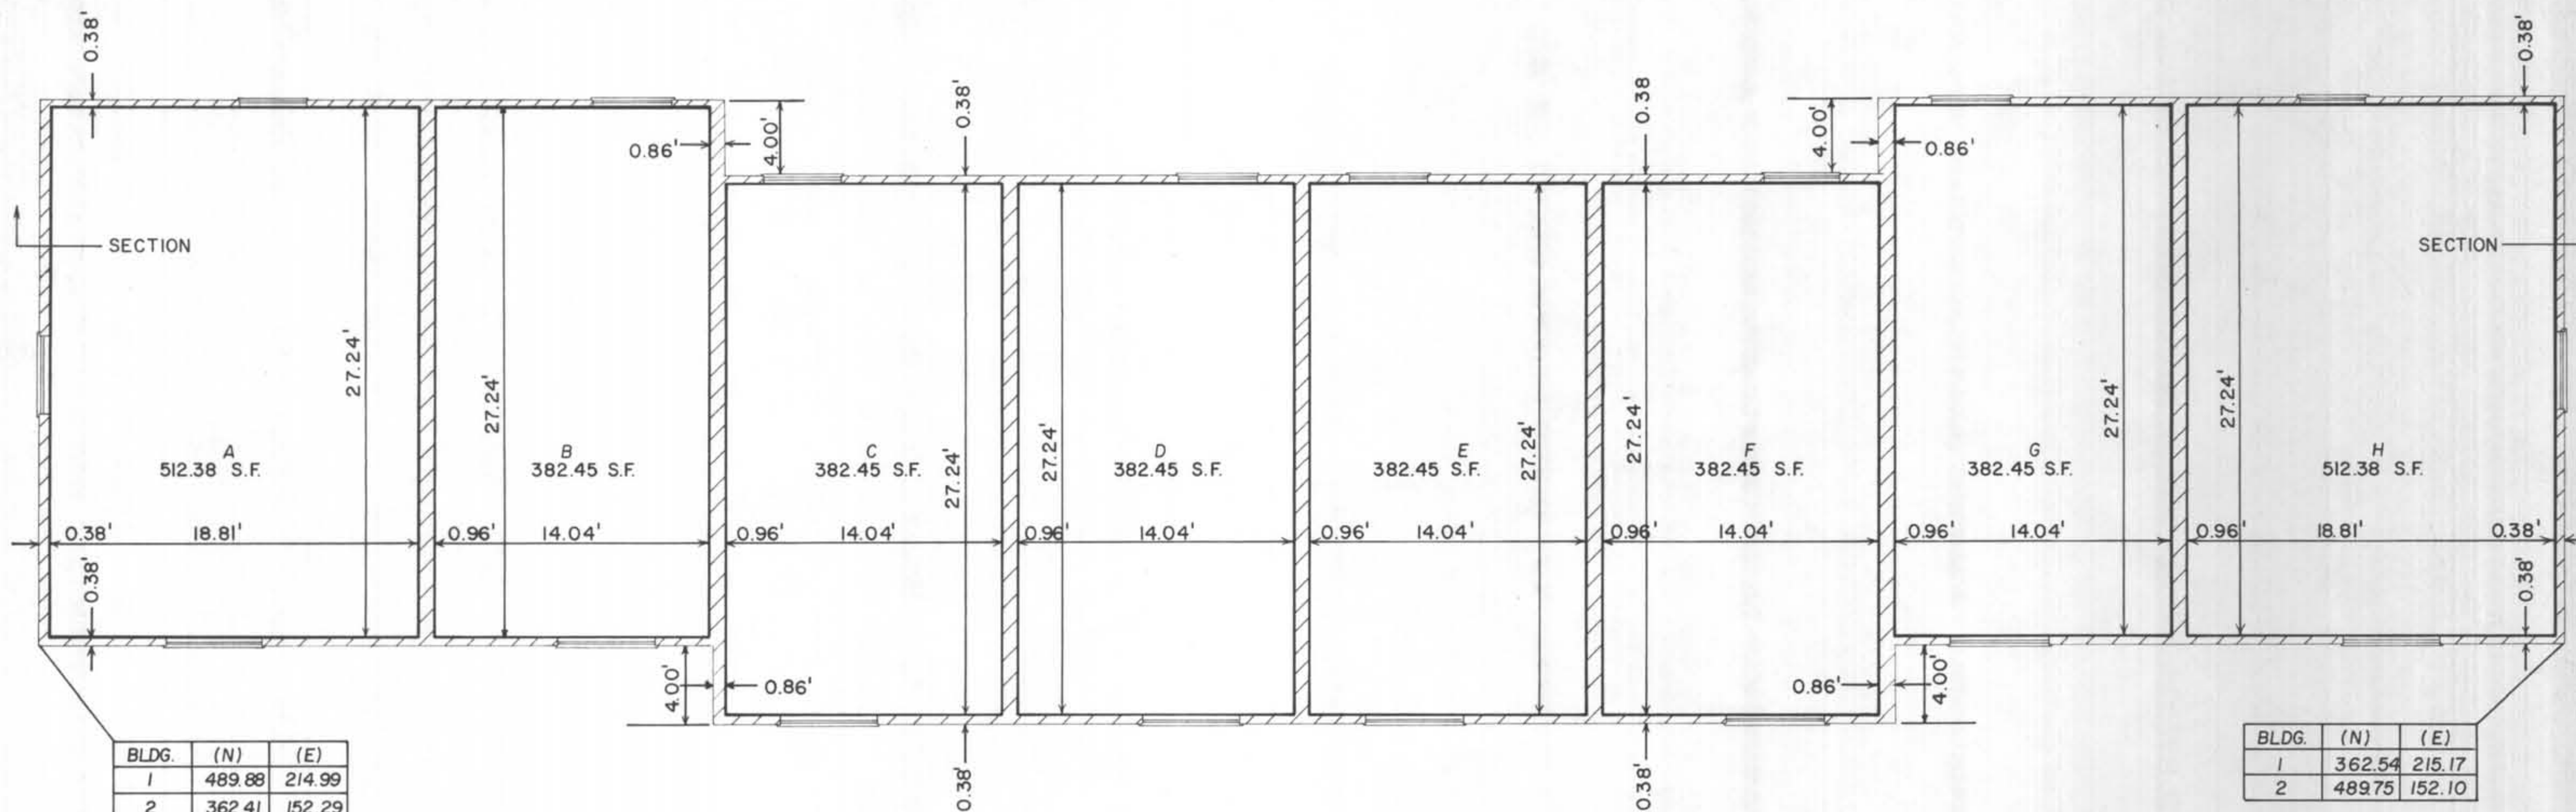 0.38'
0.38'
0.38'
0.38
4.00'
4.00'
0.86'
0.86'
SECTION
SECTION
27.24'
27.24'
27.24'
27.24'
27.24'
27.24'
27.24'
27.24'
A
512.38 S.F.
B
382.45 S.F.
C
382.45 S.F.
D
382.45 S.F.
E
382.45 S.F.
F
382.45 S.F.
G
382.45 S.F.
H
512.38 S.F.
0.38' 18.81' 0.96' 14.04' 0.96' 14.04' 0.96' 14.04' 0.96' 14.04' 0.96' 14.04' 0.96' 14.04' 0.96' 18.81' 0.38'
0.38'
0.38'
4.00'
0.86'
0.86'
4.00'
0.38'
0.38'
BLDG. (N) (E)
1 489.88 214.99
2 362.41 152.29
BLDG. (N) (E)
1 362.54 215.17
2 489.75 152.10